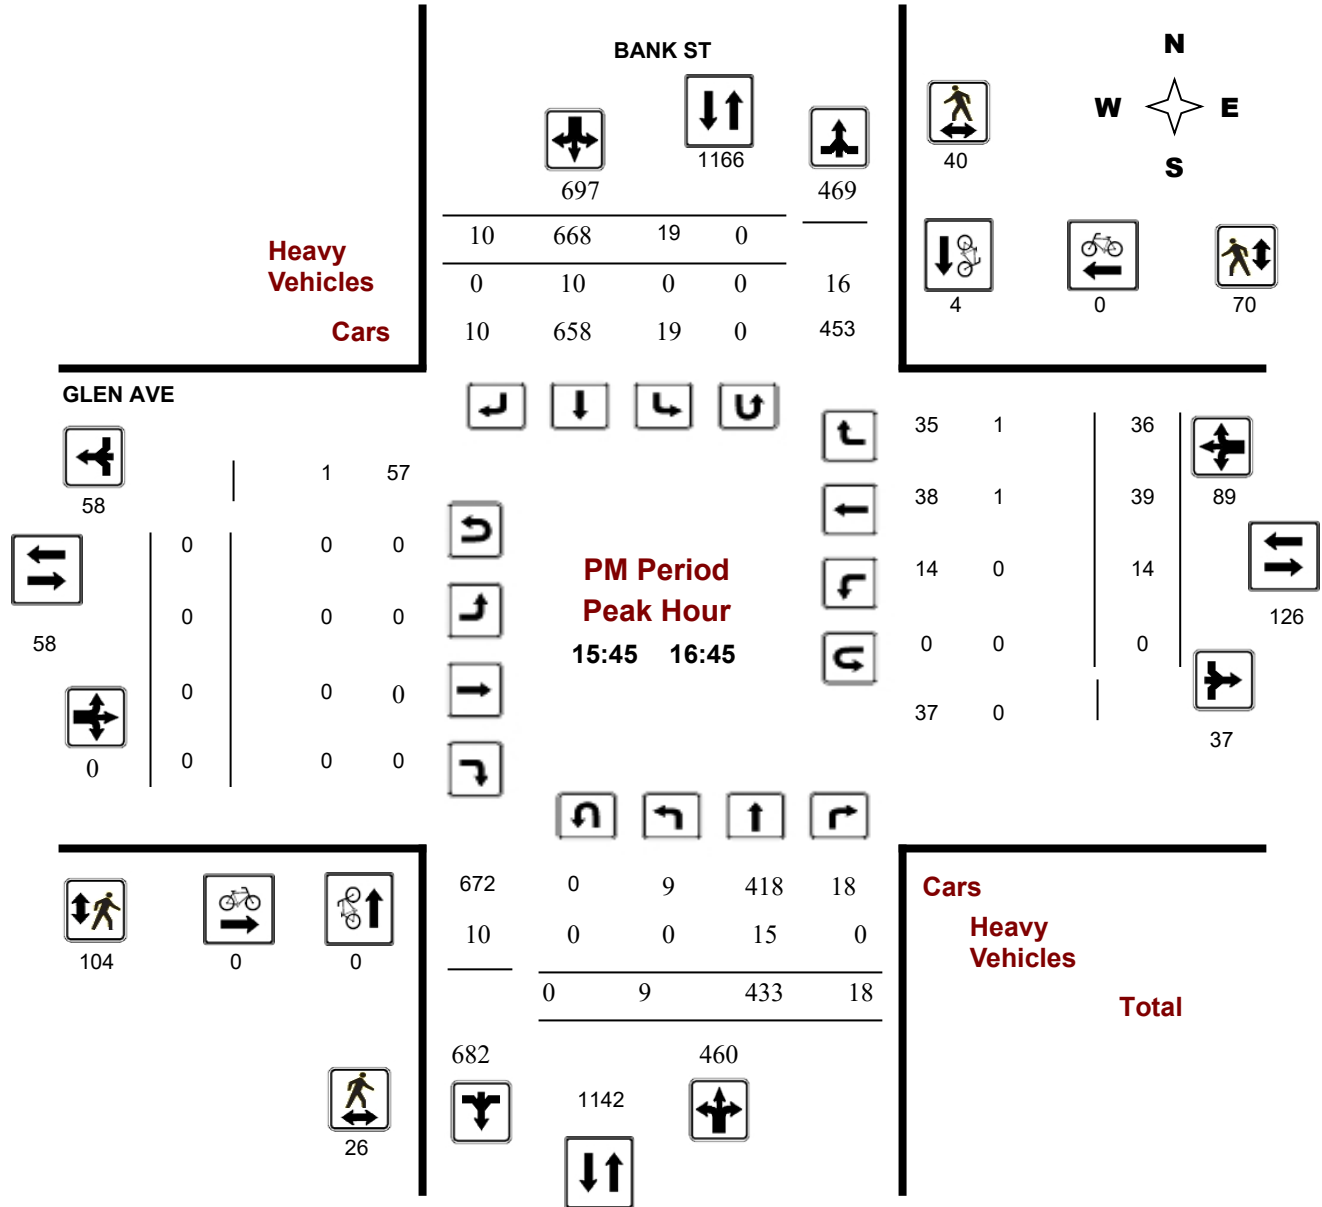 BANK ST
N
W E
S
1166
40
697
469
10 668 19 0
Heavy
Vehicles
0 10 0 0 16
4 0 70
Cars
10 658 19 0 453
GLEN AVE
35 1 36
1 57
58
38 1 39 89
0 0 0
PM Period
14 0 14
Peak Hour
0 0 0
126
58
15:45 16:45
0 0 0
0 0 0
37 0
37
0
0 0 0
672 0 9 418 18
Cars
10 0 0 15 0
Heavy
Vehicles
104 0 0
0 9 433 18
Total
682 460
1142
26